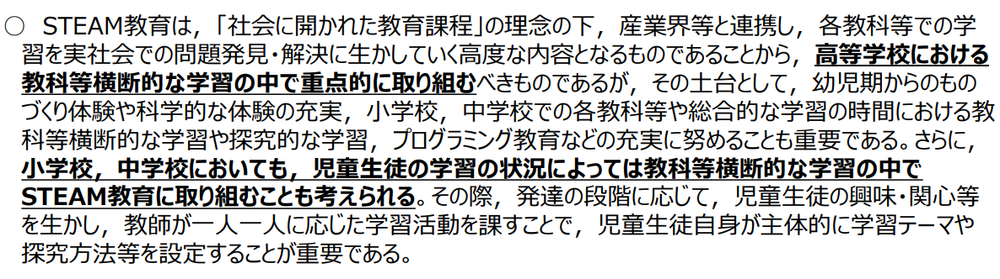 ○　STEAM教育は，「社会に開かれた教育課程」の理念の下，産業界等と連携し，各教科等での学
習を実社会での問題発見・解決に生かしていく高度な内容となるものであることから，高等学校における
教科等横断的な学習の中で重点的に取り組むべきものであるが，その土台として，幼児期からのもの
づくり体験や科学的な体験の充実，小学校，中学校での各教科等や総合的な学習の時間における教
科等横断的な学習や探究的な学習，プログラミング教育などの充実に努めることも重要である。さらに，
小学校，中学校においても，児童生徒の学習の状況によっては教科等横断的な学習の中で
STEAM教育に取り組むことも考えられる。その際，発達の段階に応じて，児童生徒の興味・関心等
を生かし，教師が一人一人に応じた学習活動を課すことで，児童生徒自身が主体的に学習テーマや
探究方法等を設定することが重要である。